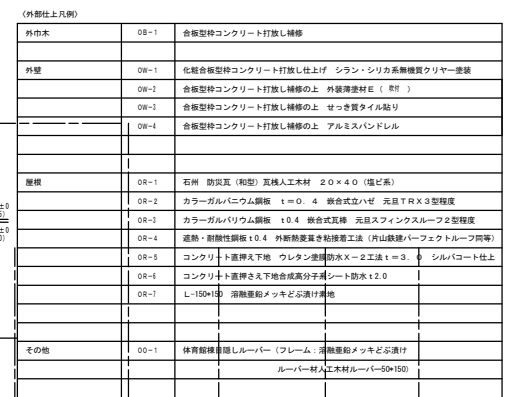 〈外部仕上凡例〉
外巾木 OB-1 合板型枠コンクリート打放し補修
外壁 OW-1 化粧合板型枠コンクリート打放し仕上げ シラン・シリカ系無機質クリヤー塗装
OW-2 合板型枠コンクリート打放し補修の上 外装薄塗材E( 吹付 )
OW-3 合板型枠コンクリート打放し補修の上 せっき質タイル貼り
OW-4 合板型枠コンクリート打放し補修の上 アルミスパンドレル
屋根 OR-1 石州 防災瓦(和型)瓦桟人工木材 20×40(塩ビ系)
OR-2 カラーガルバニウム鋼板 t=0.4 嵌合式立ハゼ 元旦TRX3型程度
OR-3 カラーガルバリウム鋼板 t0.4 嵌合式瓦棒 元旦スフィンクスルーフ2型程度
OR-4 遮熱・耐酸性鋼板t0.4 外断熱菱葺き粘接着工法(片山鉄建パーフェクトルーフ同等)
OR-5 コンクリート直押え下地 ウレタン塗膜防水X-2工法t=3.0 シルバコート仕上
OR-6 コンクリート直押さえ下地合成高分子系シート防水t2.0
OR-7 L-150*150 溶融亜鉛メッキどぶ漬け素地
その他 OO-1 体育館棟目隠しルーバー(フレーム:溶融亜鉛メッキどぶ漬け
ルーバー材人工木材ルーバー50*150)
±0
±0